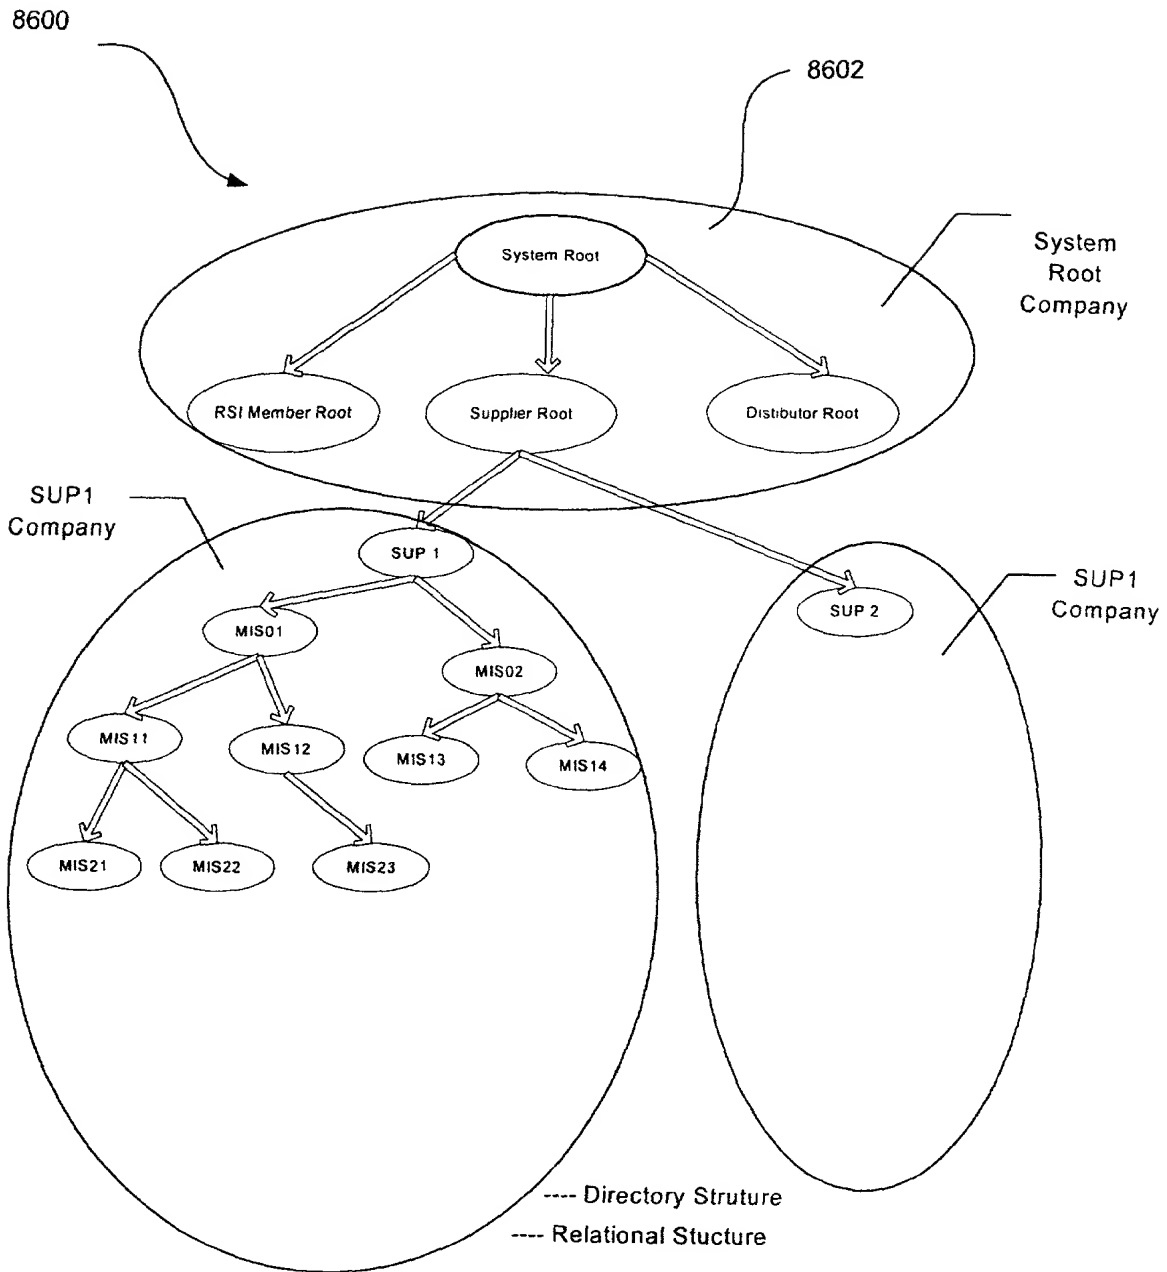 8600
8602
System Root
System
Root
Company
RSI Member Root
Supplier Root
Distibutor Root
SUP1
Company
SUP 1
SUP1
Company
SUP 2
MIS01
MIS02
MIS11
MIS12
MIS13
MIS14
MIS21
MIS22
MIS23
---- Directory Struture
---- Relational Stucture